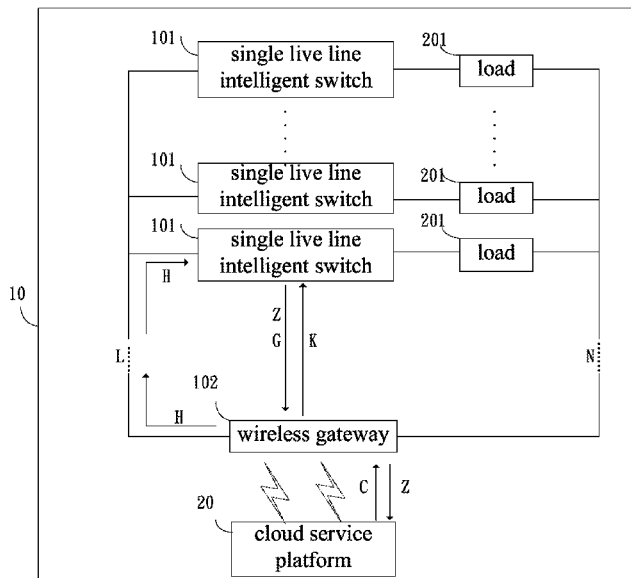 101
single live line
intelligent switch
201
load
101
single live line
intelligent switch
201
load
101
single live line
intelligent switch
201
load
H
10
Z
G
K
L
N
H
102
wireless gateway
C
Z
20
cloud service
platform